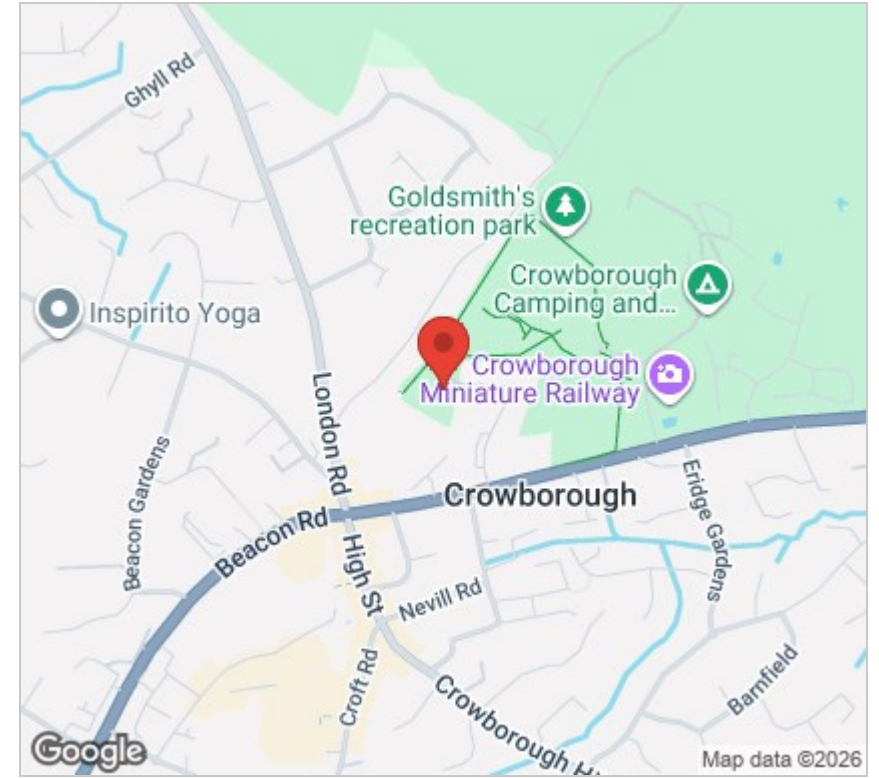 Ghyll Rd
Goldsmith's
recreation park
Crowborough
Camping and...
Inspirito Yoga
Crowborough
Miniature Railway
London Rd
Beacon Gardens
Crowborough
Beacon Rd
Eridge Gardens
High St
Nevill Rd
Croft Rd
Barnfield
Crowborough H
Google
Map data ©2026